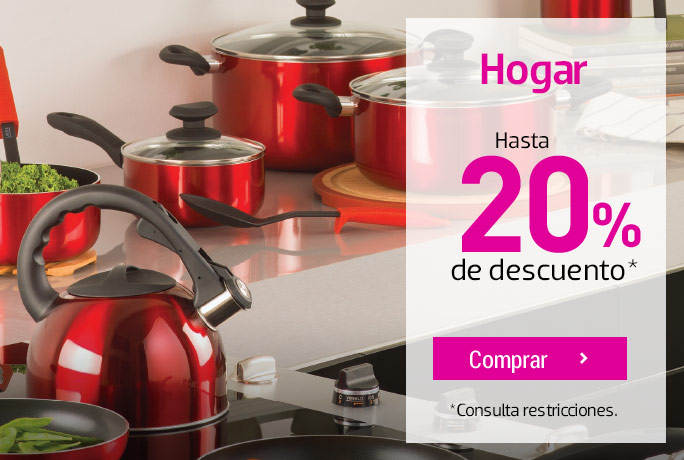 Hogar
Hasta
20%
de descuento*
Comprar >
*Consulta restricciones.